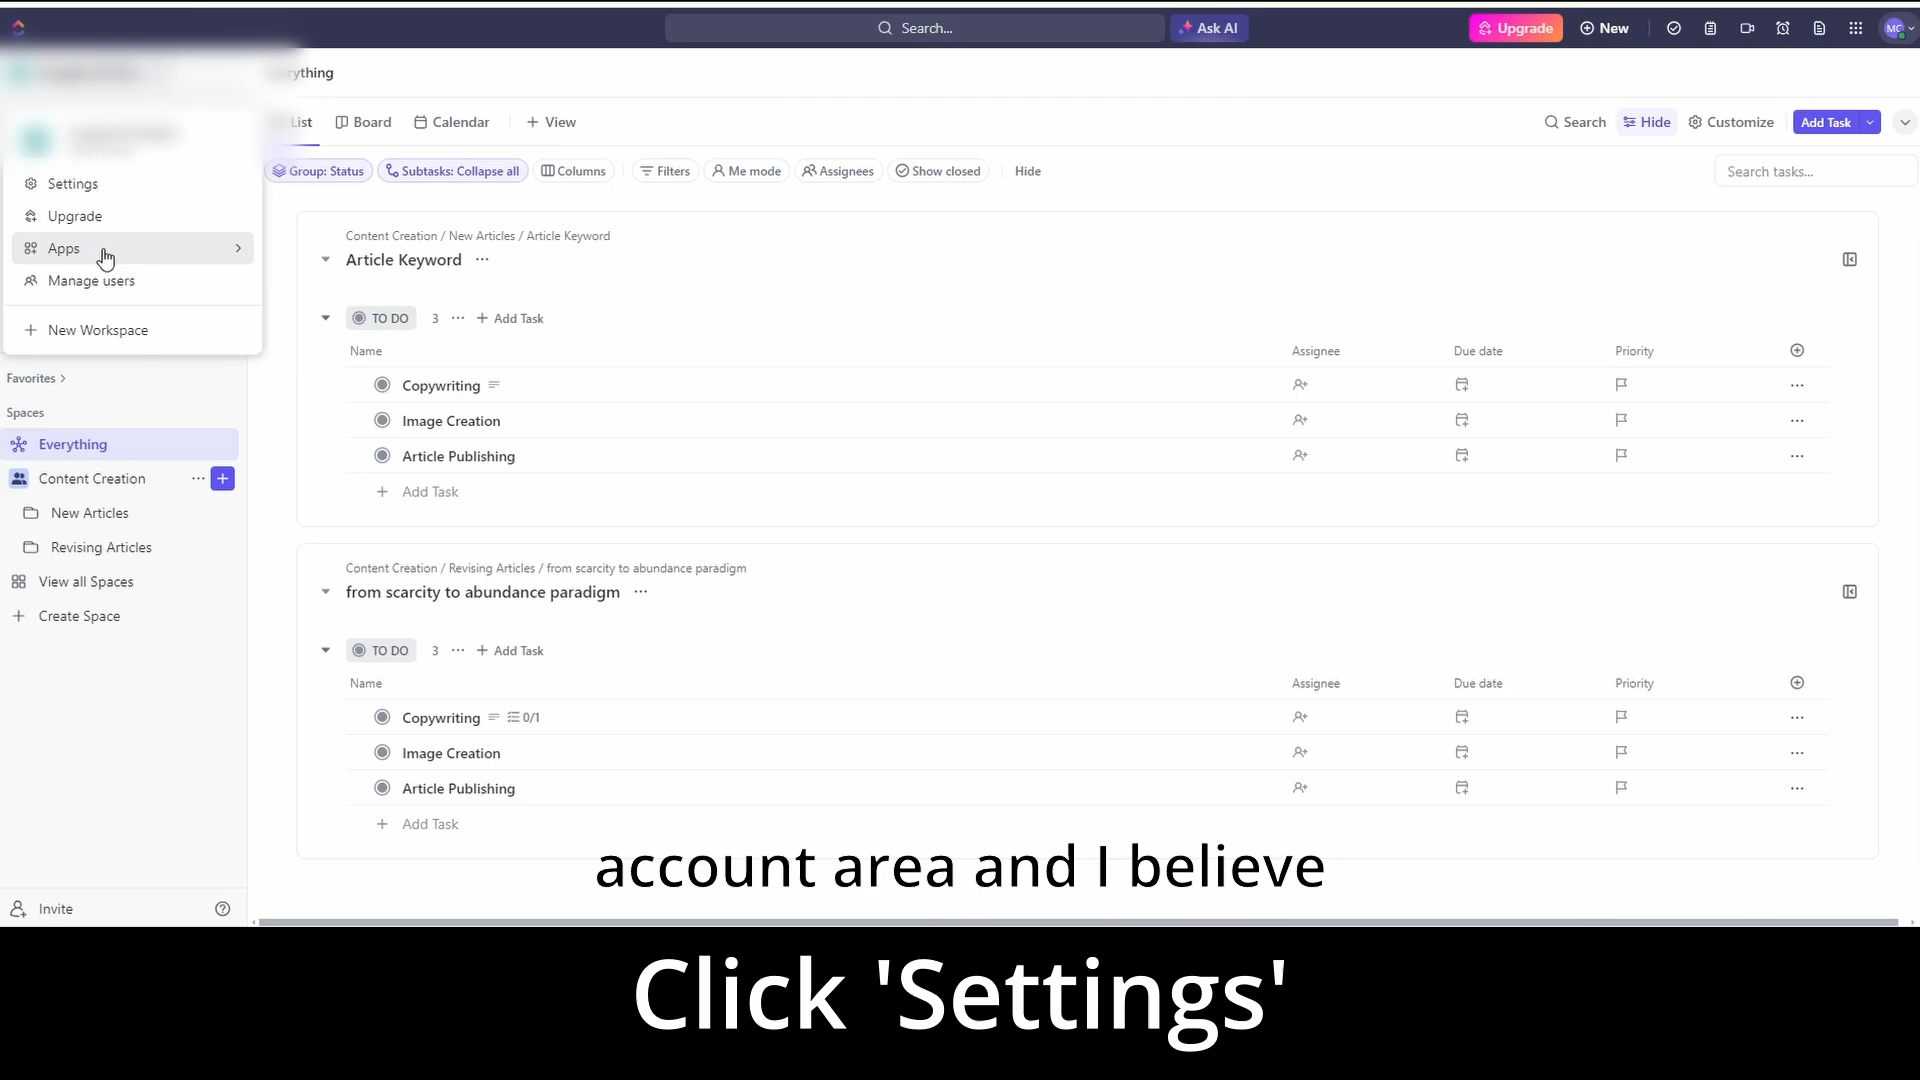 Search...
Ask AI
Upgrade
New
MC
rything
List
Board
Calendar
+ View
Search
Hide
Customize
Add Task
Group: Status
Subtasks: Collapse all
Columns
Filters
Me mode
Assignees
Show closed
Hide
Search tasks...
Settings
Upgrade
Apps
Manage users
+ New Workspace
Favorites >
Spaces
Everything
Content Creation
New Articles
Revising Articles
View all Spaces
+ Create Space
Invite
Content Creation / New Articles / Article Keyword
Article Keyword
TO DO 3 + Add Task
Name Assignee Due date Priority
Copywriting
Image Creation
Article Publishing
+ Add Task
Content Creation / Revising Articles / from scarcity to abundance paradigm
from scarcity to abundance paradigm
TO DO 3 + Add Task
Name Assignee Due date Priority
Copywriting 0/1
Image Creation
Article Publishing
+ Add Task
account area and I believe
Click 'Settings'